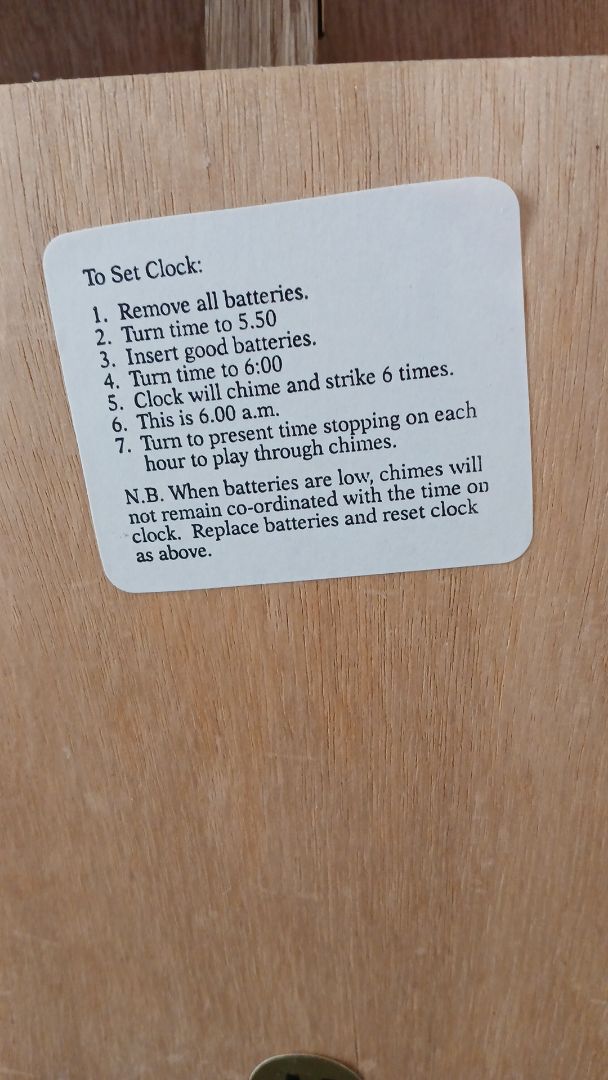 To Set Clock:
1. Remove all batteries.
2. Turn time to 5.50
3. Insert good batteries.
4. Turn time to 6:00
5. Clock will chime and strike 6 times.
6. This is 6.00 a.m.
7. Turn to present time stopping on each
hour to play through chimes.
N.B. When batteries are low, chimes will
not remain co-ordinated with the time on
clock. Replace batteries and reset clock
as above.